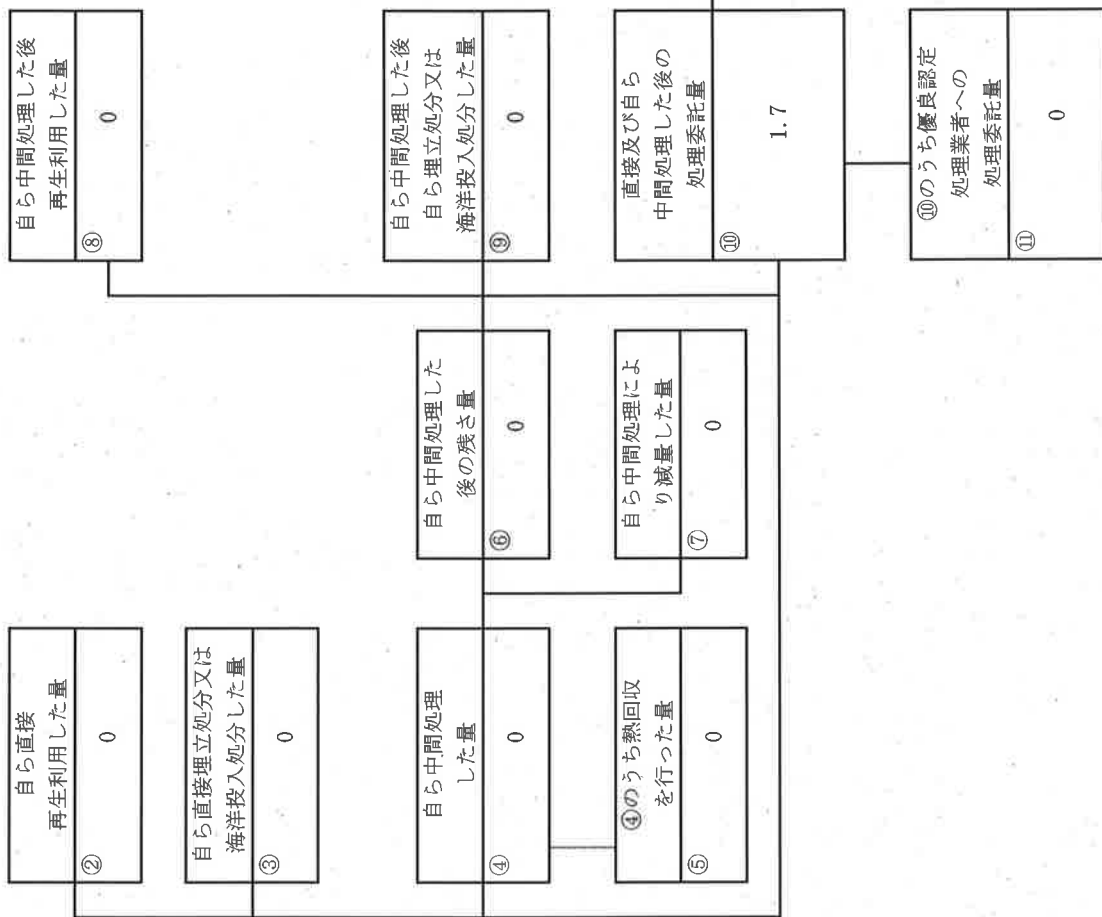 自ら直接
再生利用した量
②
0
自ら直接埋立処分又は
海洋投入処分した量
③
0
自ら中間処理
した量
④
0
④のうち熱回収
を行った量
⑤
0
自ら中間処理した
後の残さ量
⑥
0
自ら中間処理によ
り減量した量
⑦
0
自ら中間処理した後
再生利用した量
⑧
0
自ら中間処理した後
自ら埋立処分又は
海洋投入処分した量
⑨
0
直接及び自ら
中間処理した後の
処理委託量
⑩
1.7
⑩のうち優良認定
処理業者への
処理委託量
⑪
0